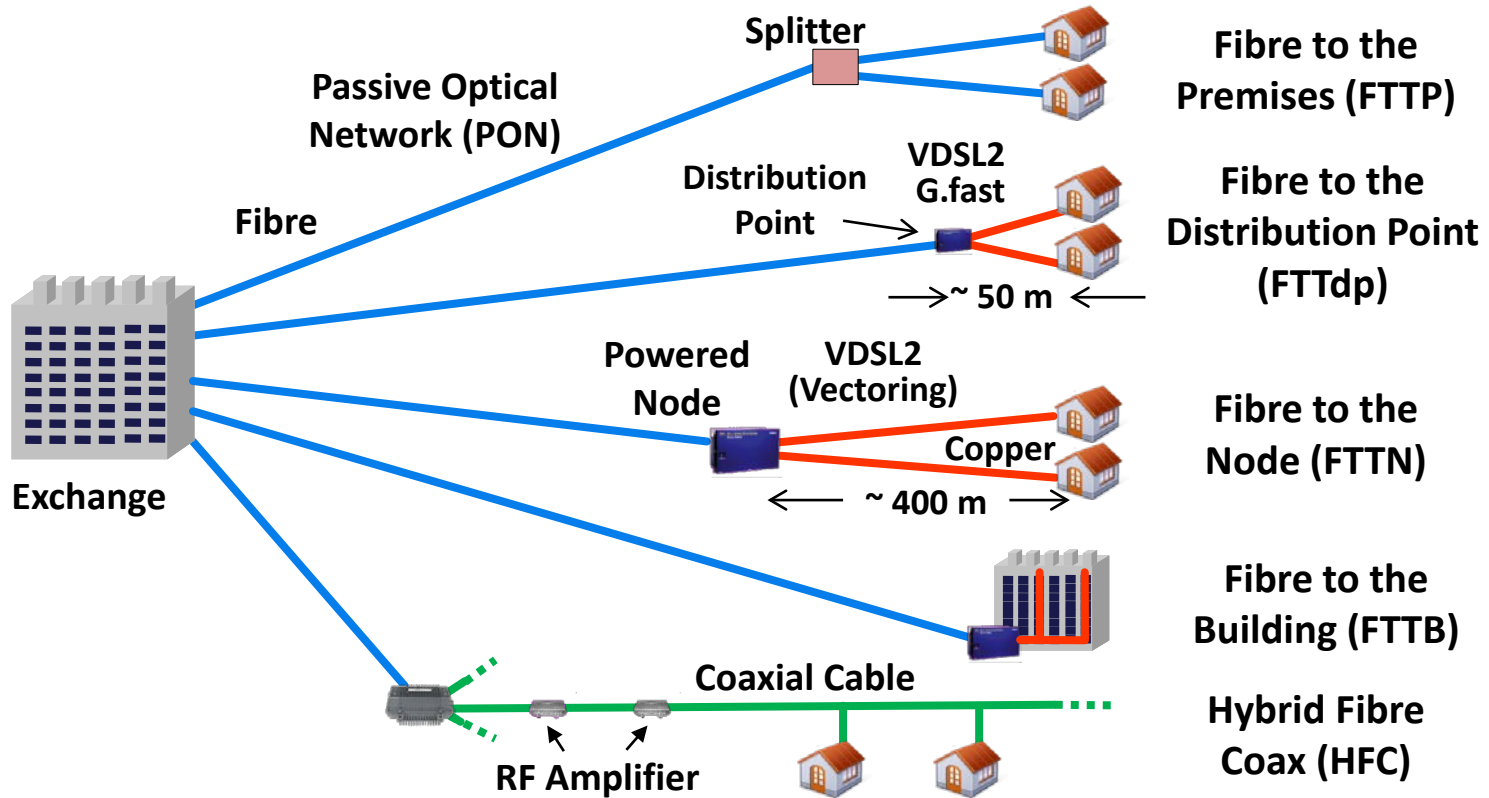 Splitter
Passive Optical
Network (PON)
Fibre
Fibre to the
Premises (FTTP)
Distribution
Point
VDSL2
G.fast
~ 50 m
Fibre to the
Distribution Point
(FTTdp)
Exchange
Powered
Node
VDSL2
(Vectoring)
Copper
~ 400 m
Fibre to the
Node (FTTN)
Fibre to the
Building (FTTB)
Coaxial Cable
RF Amplifier
Hybrid Fibre
Coax (HFC)